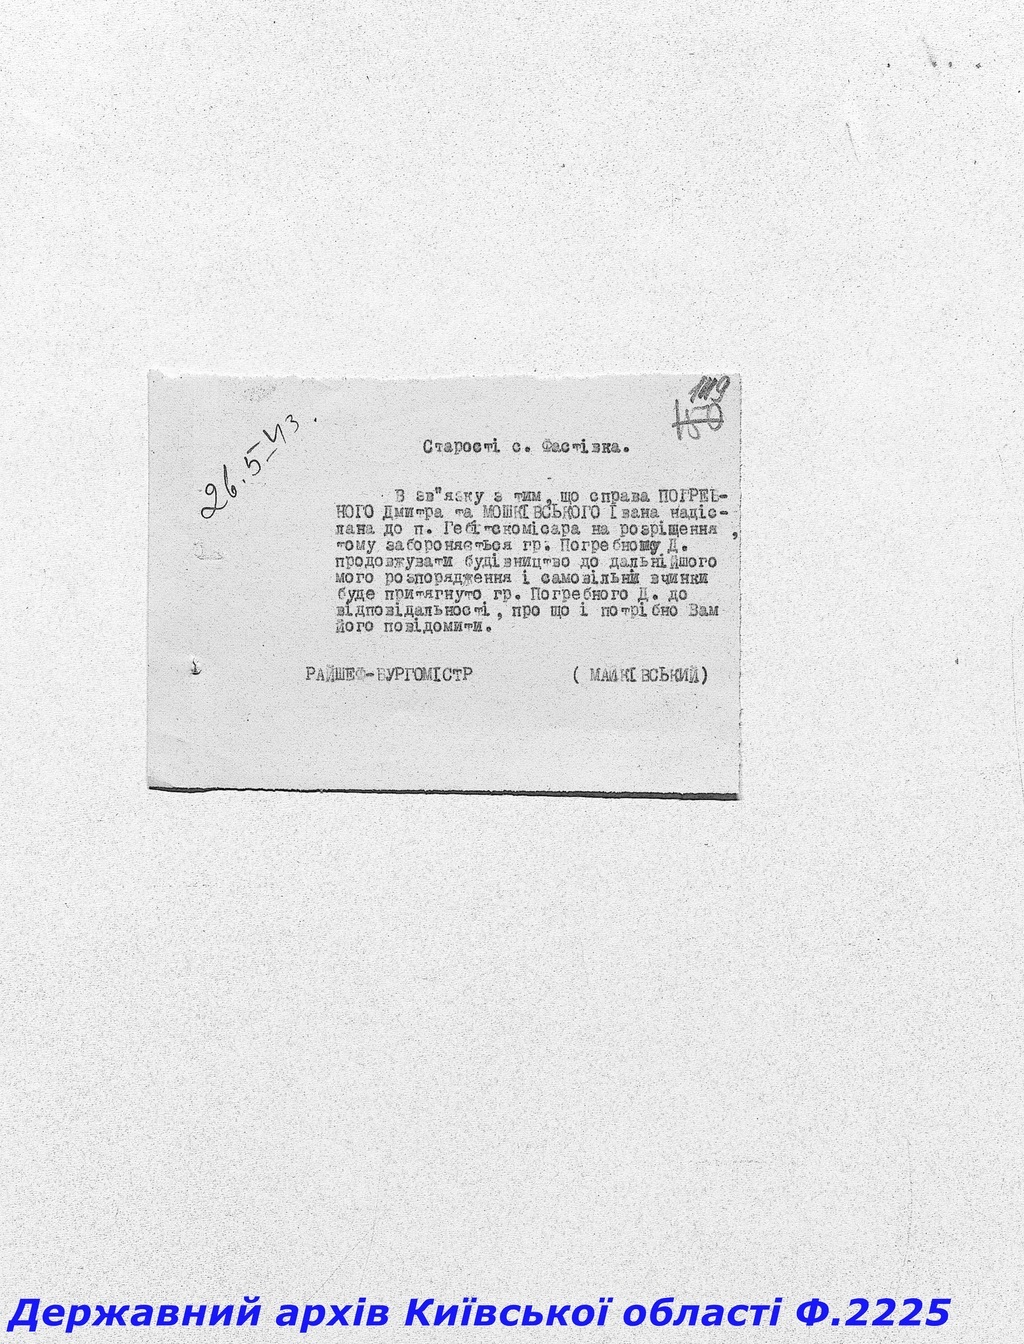 26.5-43.
119
Старості с. Фастівка.
В зв"язку з тим, що справа ПОГРЕБ-
НОГО Дмитра та МОШКІВСЬКОГО Івана надіс-
лана до п. Гебітскомісара на розріщення,
тому забороняється гр. Погребному Д.
продовжувати будівництво до дальнійшого
мого розпорядження і самовільні вчинки
буде притягнуто гр. Погребного Д. до
відповідальності, про що і потрібно Вам
його повідомити.
РАЙШЕФ-БУРГОМІСТР ( МАЙКІВСЬКИЙ)
Державний архів Київської області Ф.2225